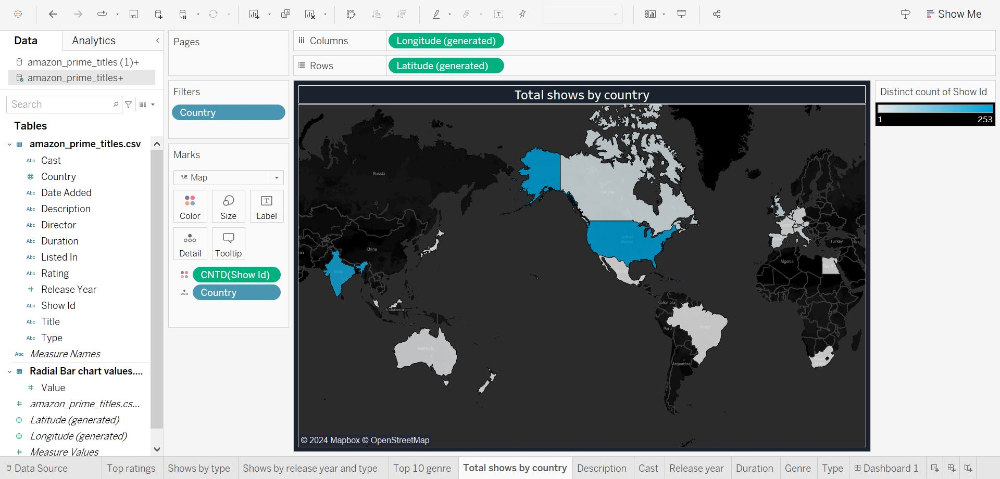 Show Me
Data
Analytics
amazon_prime_titles (1)+
amazon_prime_titles+
Search
Tables
amazon_prime_titles.csv
Abc Cast
Country
Abc Date Added
Abc Description
Abc Director
Abc Duration
Abc Listed In
Abc Rating
# Release Year
Abc Show Id
Abc Title
Abc Type
Abc Measure Names
Radial Bar chart values....
# Value
# amazon_prime_titles.cs...
Latitude (generated)
Longitude (generated)
# Measure Values
Pages
Filters
Country
Marks
Map
Color
Size
T
Label
Detail
Tooltip
CNTD(Show Id)
Country
Columns
Longitude (generated)
Rows
Latitude (generated)
Total shows by country
Russia
Canada
United
States
China
India
Indonesia
Australia
Mexico
Colombia
Peru
Brazil
Argentina
Algeria
Egypt
Turkey
South
Africa
© 2024 Mapbox © OpenStreetMap
Distinct count of Show Id
1
253
Data Source
Top ratings
Shows by type
Shows by release year and type
Top 10 genre
Total shows by country
Description
Cast
Release year
Duration
Genre
Type
Dashboard 1